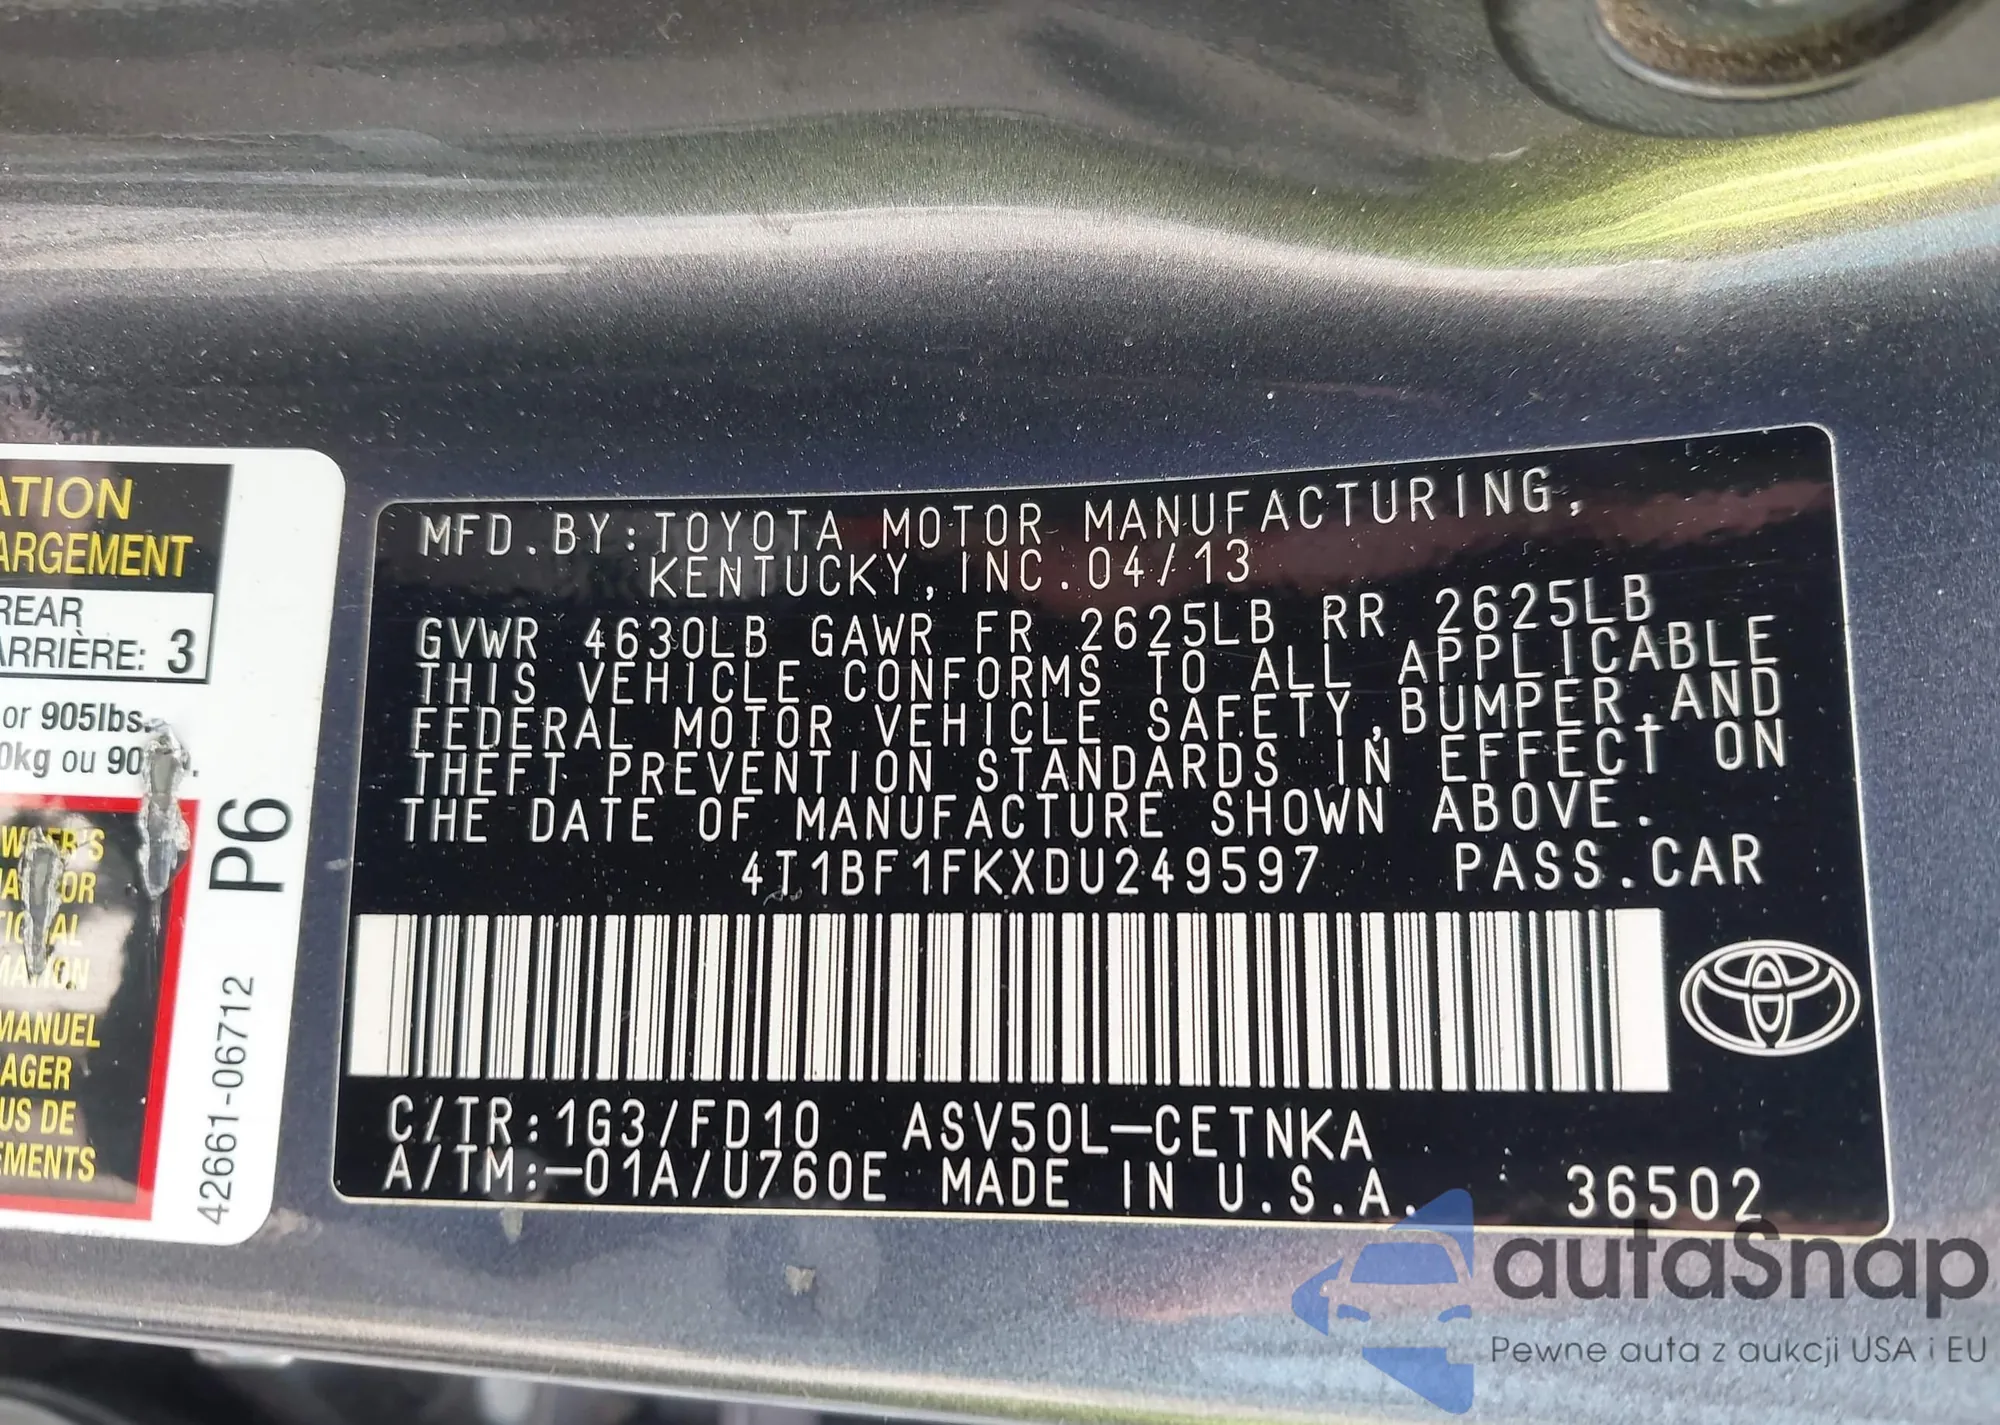 ATION
ARGEMENT
REAR
ARRIÈRE: 3
or 905lbs.
0kg ou 90
MANUEL
AGER
US DE
EMENTS
P6
42661-06712
MFD.BY:TOYOTA MOTOR MANUFACTURING,
KENTUCKY,INC.04/13
GVWR 4630LB GAWR FR 2625LB RR 2625LB
THIS VEHICLE CONFORMS TO ALL APPLICABLE
FEDERAL MOTOR VEHICLE SAFETY,BUMPER,AND
THEFT PREVENTION STANDARDS IN EFFECT ON
THE DATE OF MANUFACTURE SHOWN ABOVE.
4T1BF1FKXDU249597 PASS.CAR
C/TR:1G3/FD10 ASV50L-CETNKA
A/TM:-01A/U760E MADE IN U.S.A. 36502
autaSnap
Pewne auta z aukcji USA i EU